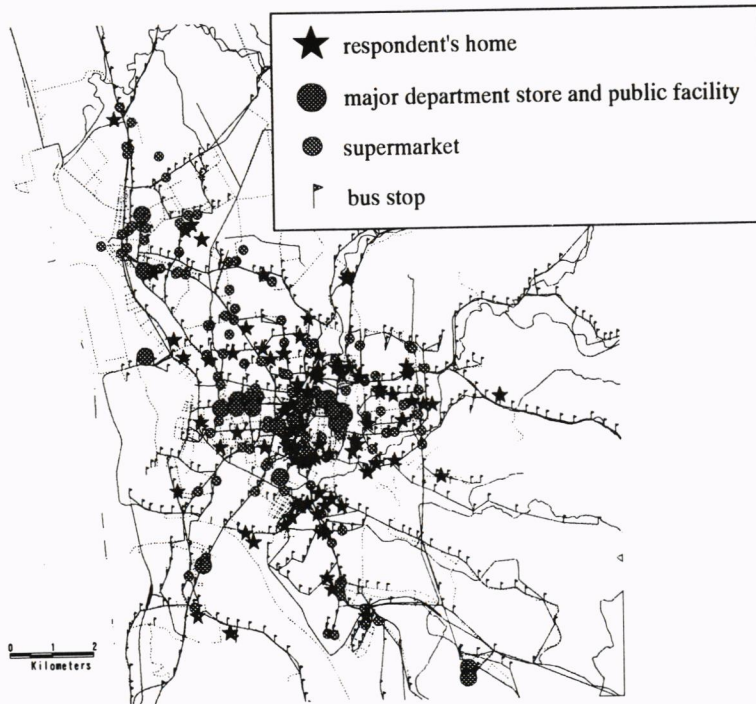 respondent's home
major department store and public facility
supermarket
bus stop
0 1 2
Kilometers